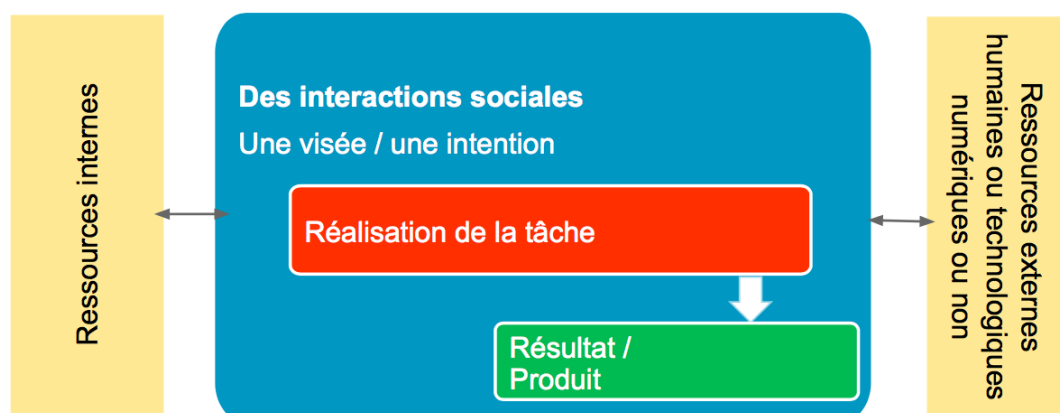 Ressources internes
Des interactions sociales
Une visée / une intention
Réalisation de la tâche
Résultat /
Produit
Ressources externes
humaines ou technologiques
numériques ou non